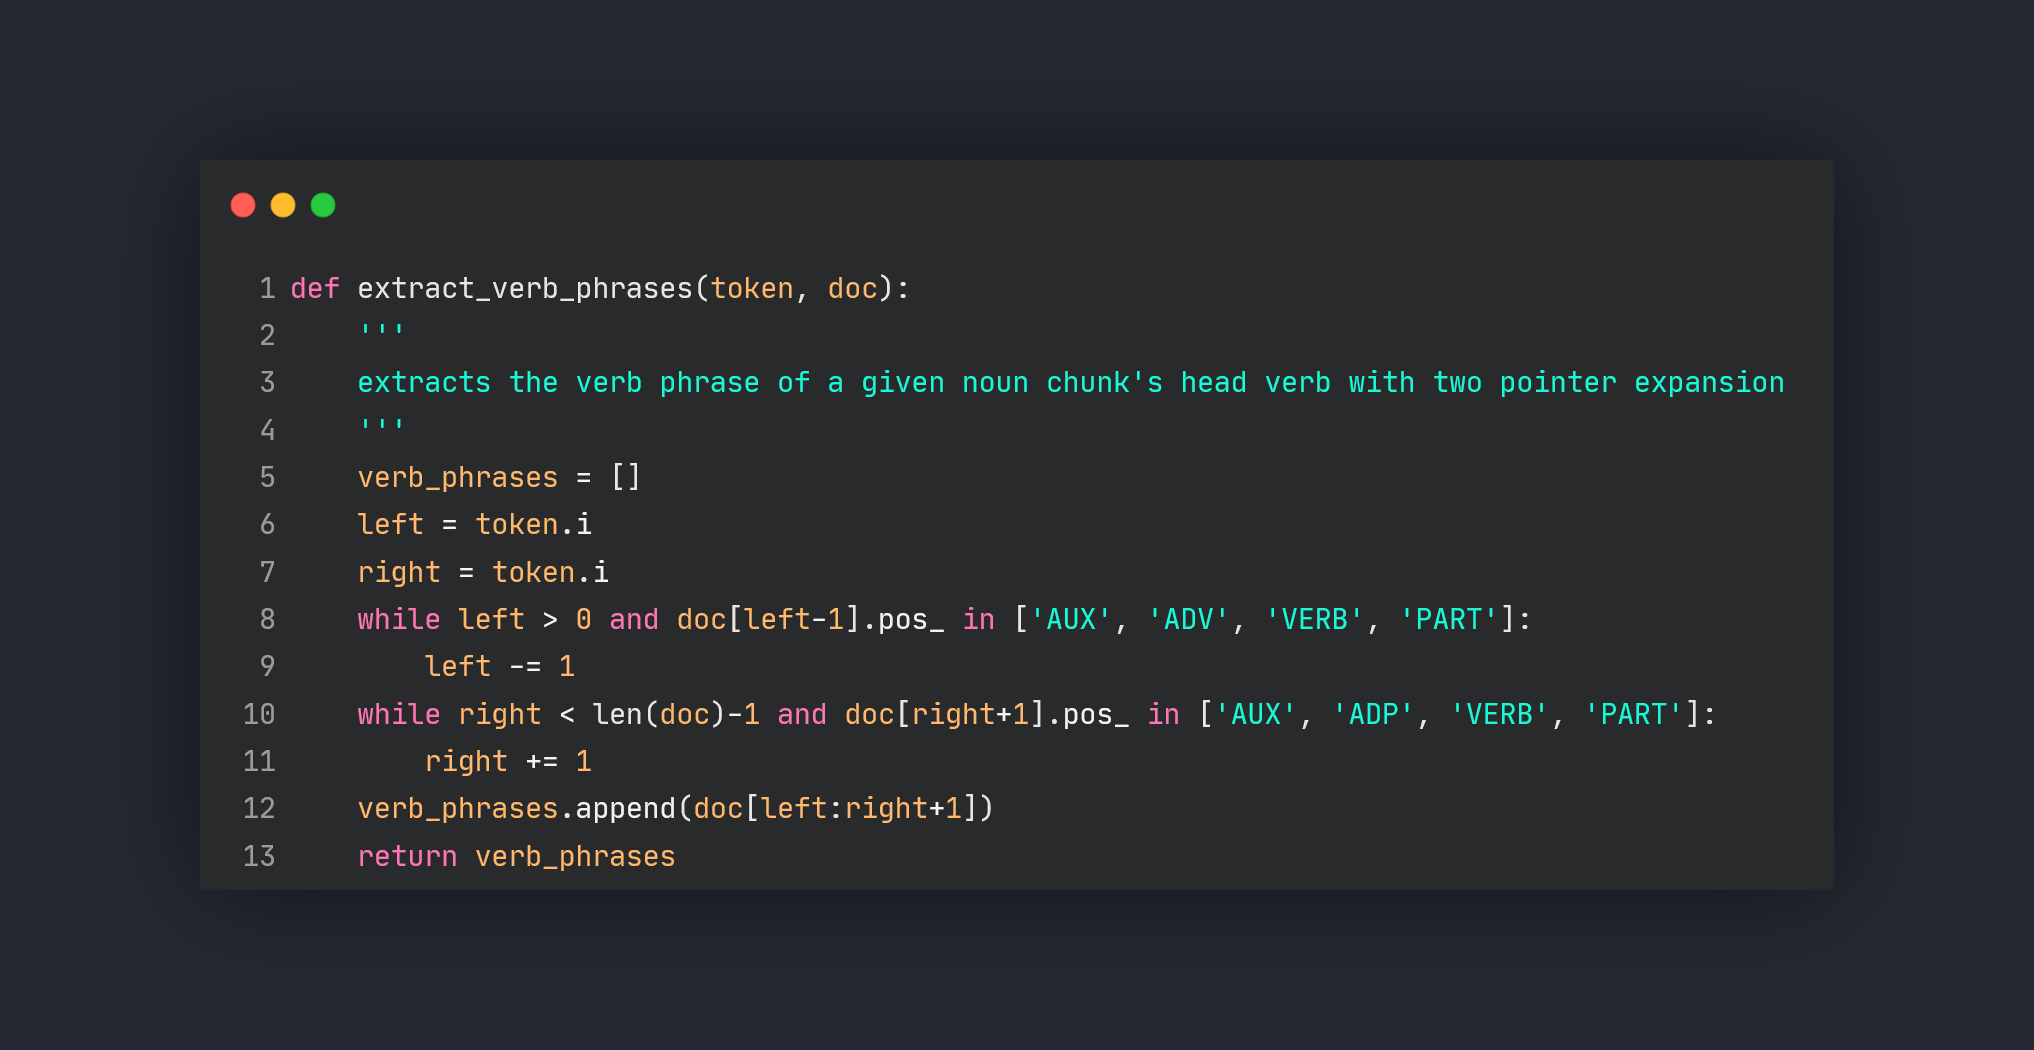 1 def extract_verb_phrases(token, doc):
2     '''
3     extracts the verb phrase of a given noun chunk's head verb with two pointer expansion
4     '''
5     verb_phrases = []
6     left = token.i
7     right = token.i
8     while left > 0 and doc[left-1].pos_ in ['AUX', 'ADV', 'VERB', 'PART']:
9         left -= 1
10     while right < len(doc)-1 and doc[right+1].pos_ in ['AUX', 'ADP', 'VERB', 'PART']:
11         right += 1
12     verb_phrases.append(doc[left:right+1])
13     return verb_phrases